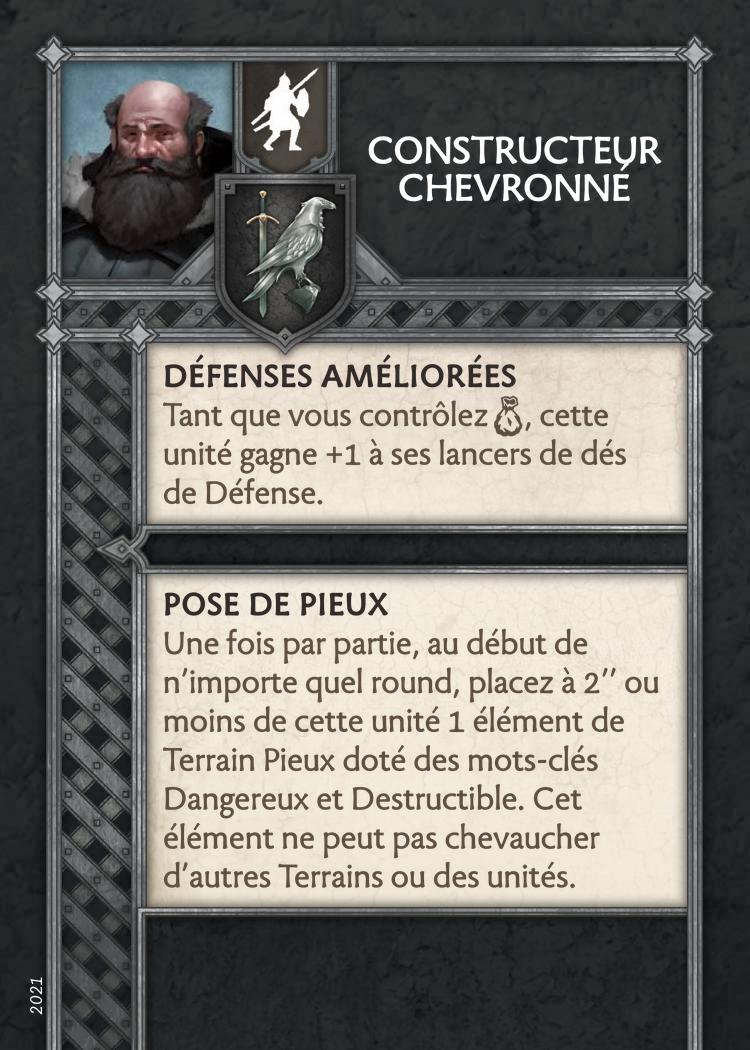 CONSTRUCTEUR
CHEVRONNÉ
DÉFENSES AMÉLIORÉES
Tant que vous contrôlez , cette
unité gagne +1 à ses lancers de dés
de Défense.
POSE DE PIEUX
Une fois par partie, au début de
n’importe quel round, placez à 2’’ ou
moins de cette unité 1 élément de
Terrain Pieux doté des mots-clés
Dangereux et Destructible. Cet
élément ne peut pas chevaucher
d’autres Terrains ou des unités.
2021